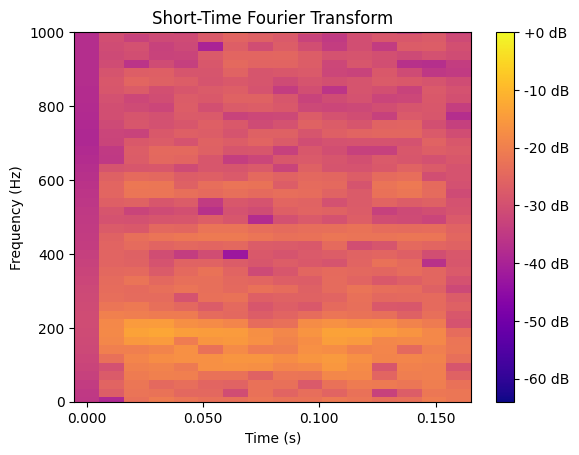 Short-Time Fourier Transform
1000
800
600
400
200
0
Frequency (Hz)
0.000
0.050
0.100
0.150
Time (s)
+0 dB
-10 dB
-20 dB
-30 dB
-40 dB
-50 dB
-60 dB